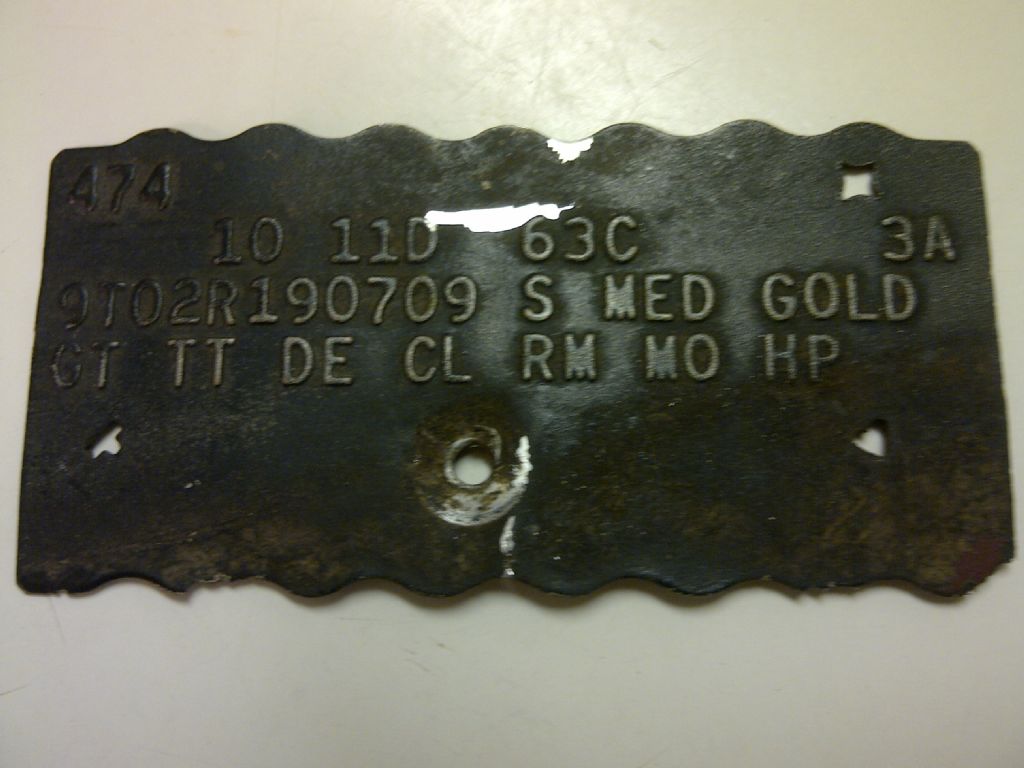 474
10 11D 63C 3A
9T02R190709 S MED GOLD
GT TT DE CL RM MO HP